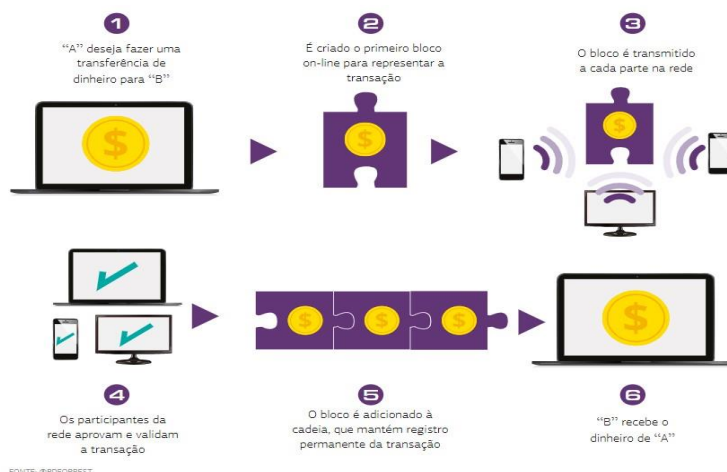 1
"A" deseja fazer uma
transferência de
dinheiro para "B"
2
É criado o primeiro bloco
on-line para representar a
transação
3
O bloco é transmitido
a cada parte na rede
4
Os participantes da
rede aprovam e validam
a transação
5
O bloco é adicionado à
cadeia, que mantém registro
permanente da transação
6
"B" recebe o
dinheiro de "A"
FONTE: